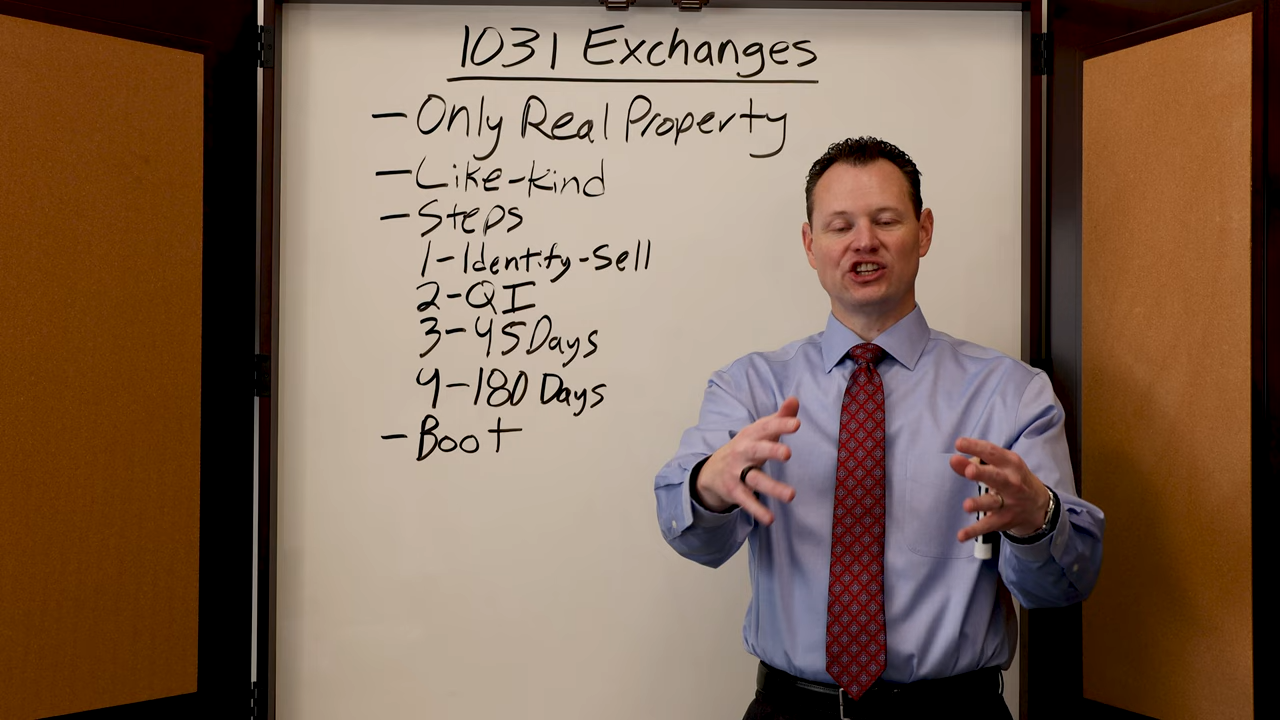 1031 Exchanges
- Only Real Property
- Like-kind
- Steps
1- Identify - Sell
2- QI
3- 45 Days
4- 180 Days
- Boot